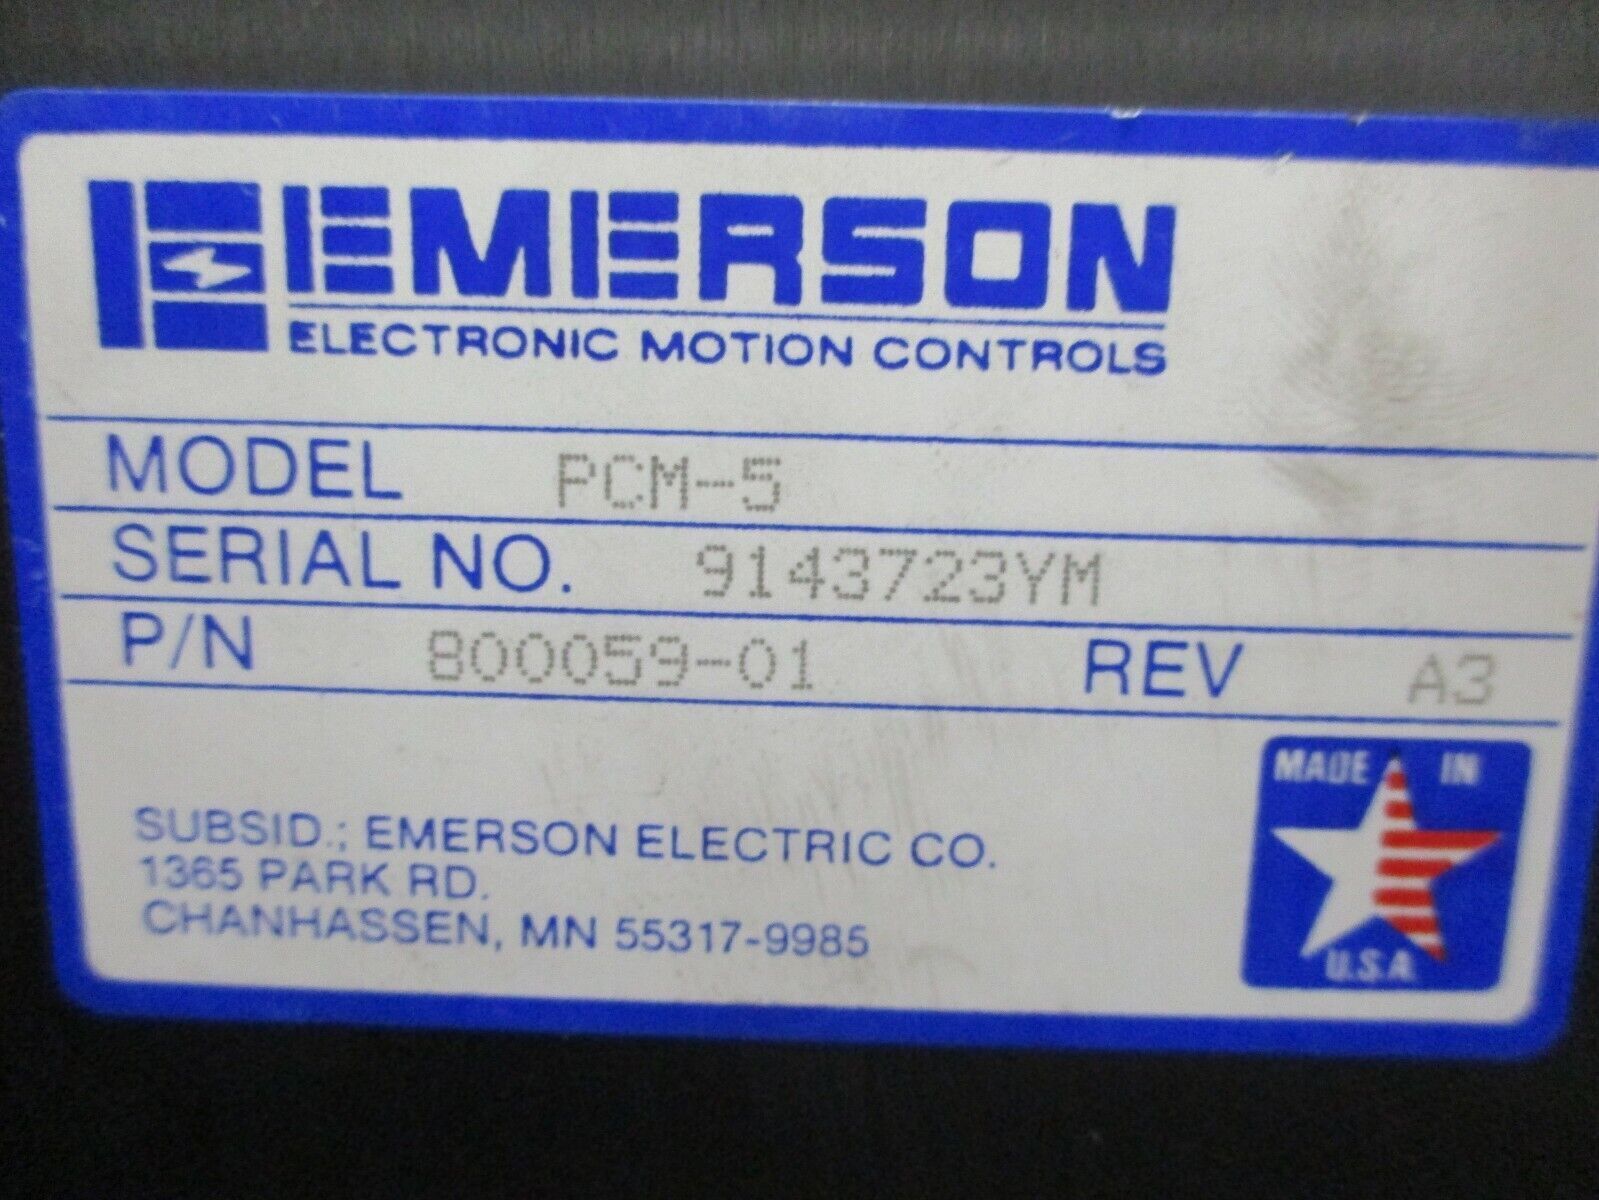 EMERSON
ELECTRONIC MOTION CONTROLS
MODEL PCM-5
SERIAL NO. 9143723YM
P/N 800059-01 REV A3
SUBSID.; EMERSON ELECTRIC CO.
1365 PARK RD.
CHANHASSEN, MN 55317-9985
MADE IN
U.S.A.